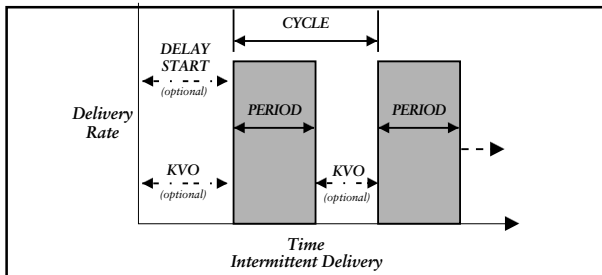 CYCLE
DELAY
START
(optional)
PERIOD
PERIOD
Delivery
Rate
KVO
(optional)
KVO
(optional)
Time
Intermittent Delivery